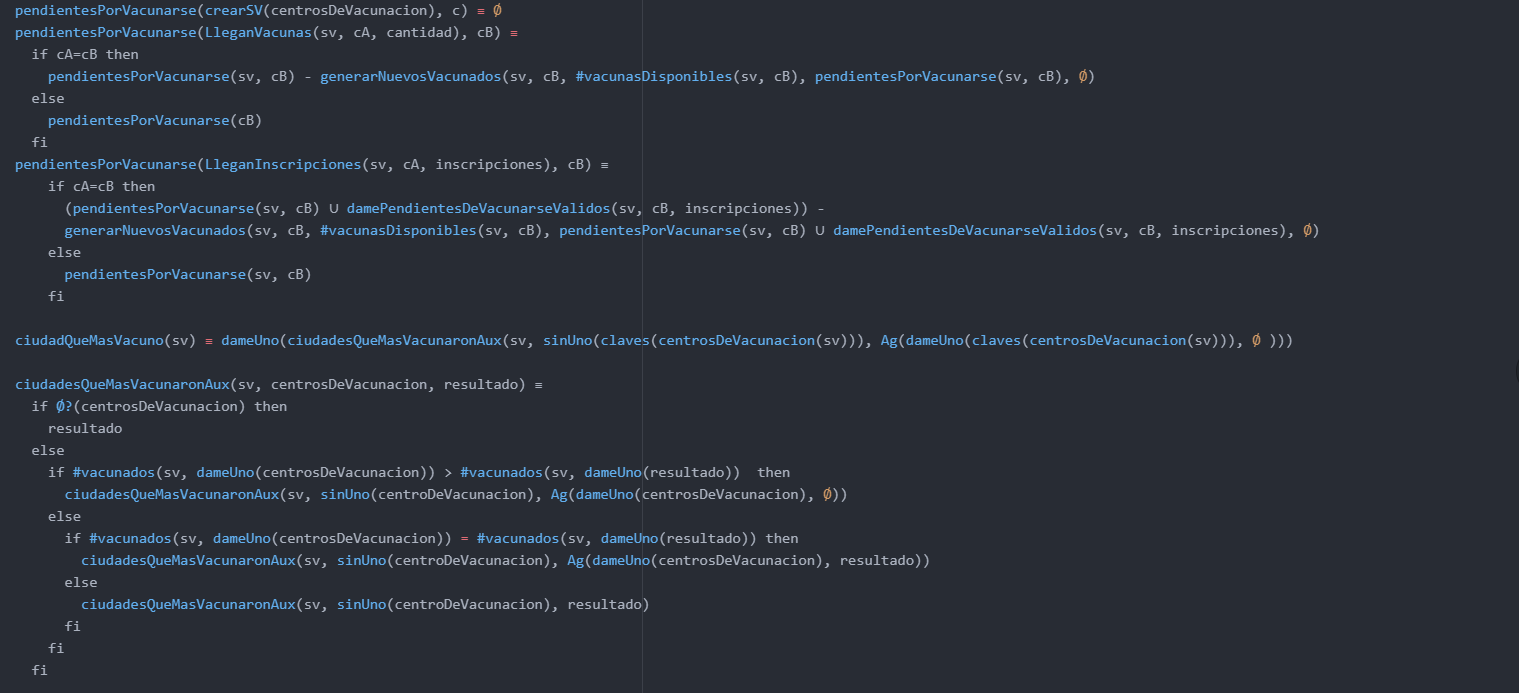 pendientesPorVacunarse(crearSV(centrosDeVacunacion), c) ≡ Ø
pendientesPorVacunarse(LleganVacunas(sv, cA, cantidad), cB) ≡
  if cA=cB then
    pendientesPorVacunarse(sv, cB) - generarNuevosVacunados(sv, cB, #vacunasDisponibles(sv, cB), pendientesPorVacunarse(sv, cB), Ø)
  else
    pendientesPorVacunarse(cB)
  fi
pendientesPorVacunarse(LleganInscripciones(sv, cA, inscripciones), cB) ≡
    if cA=cB then
      (pendientesPorVacunarse(sv, cB) ∪ damePendientesDeVacunarseValidos(sv, cB, inscripciones)) -
      generarNuevosVacunados(sv, cB, #vacunasDisponibles(sv, cB), pendientesPorVacunarse(sv, cB) ∪ damePendientesDeVacunarseValidos(sv, cB, inscripciones), Ø)
    else
      pendientesPorVacunarse(sv, cB)
    fi

ciudadQueMasVacuno(sv) ≡ dameUno(ciudadesQueMasVacunaronAux(sv, sinUno(claves(centrosDeVacunacion(sv))), Ag(dameUno(claves(centrosDeVacunacion(sv))), Ø )))

ciudadesQueMasVacunaronAux(sv, centrosDeVacunacion, resultado) ≡
  if Ø?(centrosDeVacunacion) then
    resultado
  else
    if #vacunados(sv, dameUno(centrosDeVacunacion)) > #vacunados(sv, dameUno(resultado))  then
      ciudadesQueMasVacunaronAux(sv, sinUno(centroDeVacunacion), Ag(dameUno(centrosDeVacunacion), Ø))
    else
      if #vacunados(sv, dameUno(centrosDeVacunacion)) = #vacunados(sv, dameUno(resultado)) then
        ciudadesQueMasVacunaronAux(sv, sinUno(centroDeVacunacion), Ag(dameUno(centrosDeVacunacion), resultado))
      else
        ciudadesQueMasVacunaronAux(sv, sinUno(centroDeVacunacion), resultado)
      fi
    fi
  fi